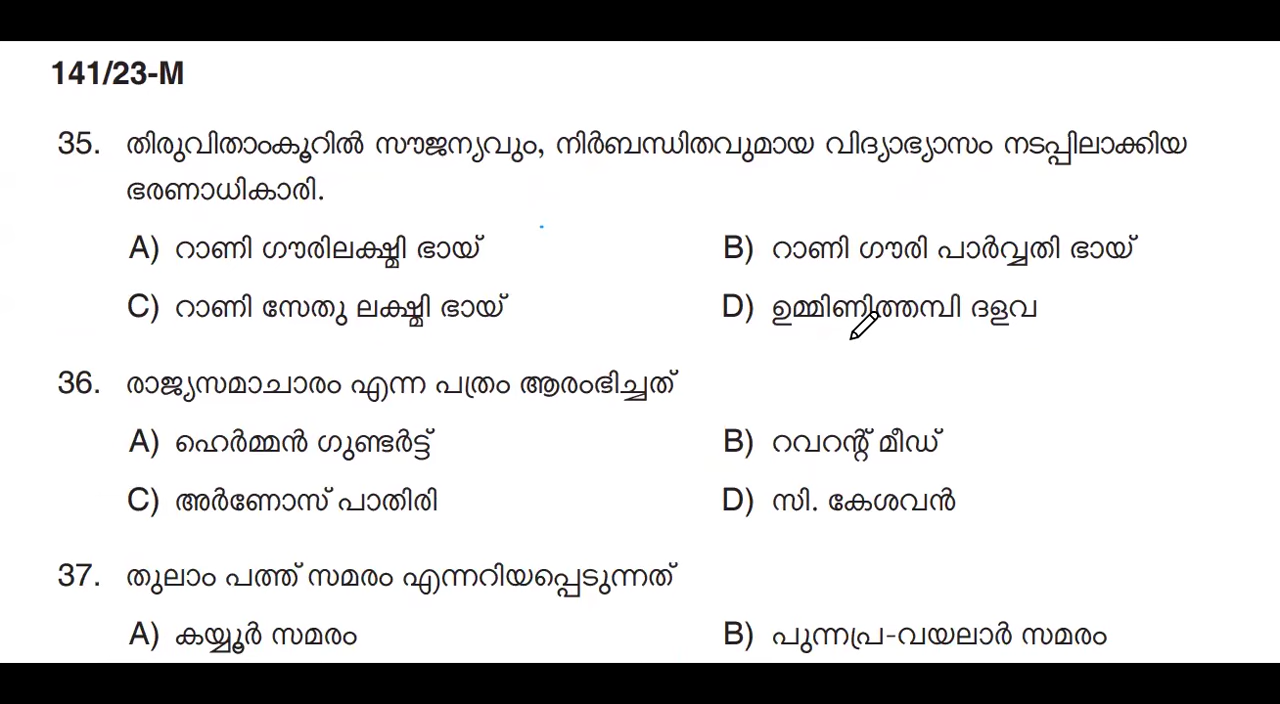 141/23-M
35. തിരുവിതാംകൂറിൽ സൗജന്യവും, നിർബന്ധിതവുമായ വിദ്യാഭ്യാസം നടപ്പിലാക്കിയ
ഭരണാധികാരി.
A) റാണി ഗൗരിലക്ഷ്മി ഭായ് B) റാണി ഗൗരി പാർവ്വതി ഭായ്
C) റാണി സേതു ലക്ഷ്മി ഭായ് D) ഉമ്മിണിത്തമ്പി ദളവ
36. രാജ്യസമാചാരം എന്ന പത്രം ആരംഭിച്ചത്
A) ഹെർമ്മൻ ഗുണ്ടർട്ട് B) റവറന്റ് മീഡ്
C) അർണോസ് പാതിരി D) സി. കേശവൻ
37. തുലാം പത്ത് സമരം എന്നറിയപ്പെടുന്നത്
A) കയ്യൂർ സമരം B) പുന്നപ്ര-വയലാർ സമരം